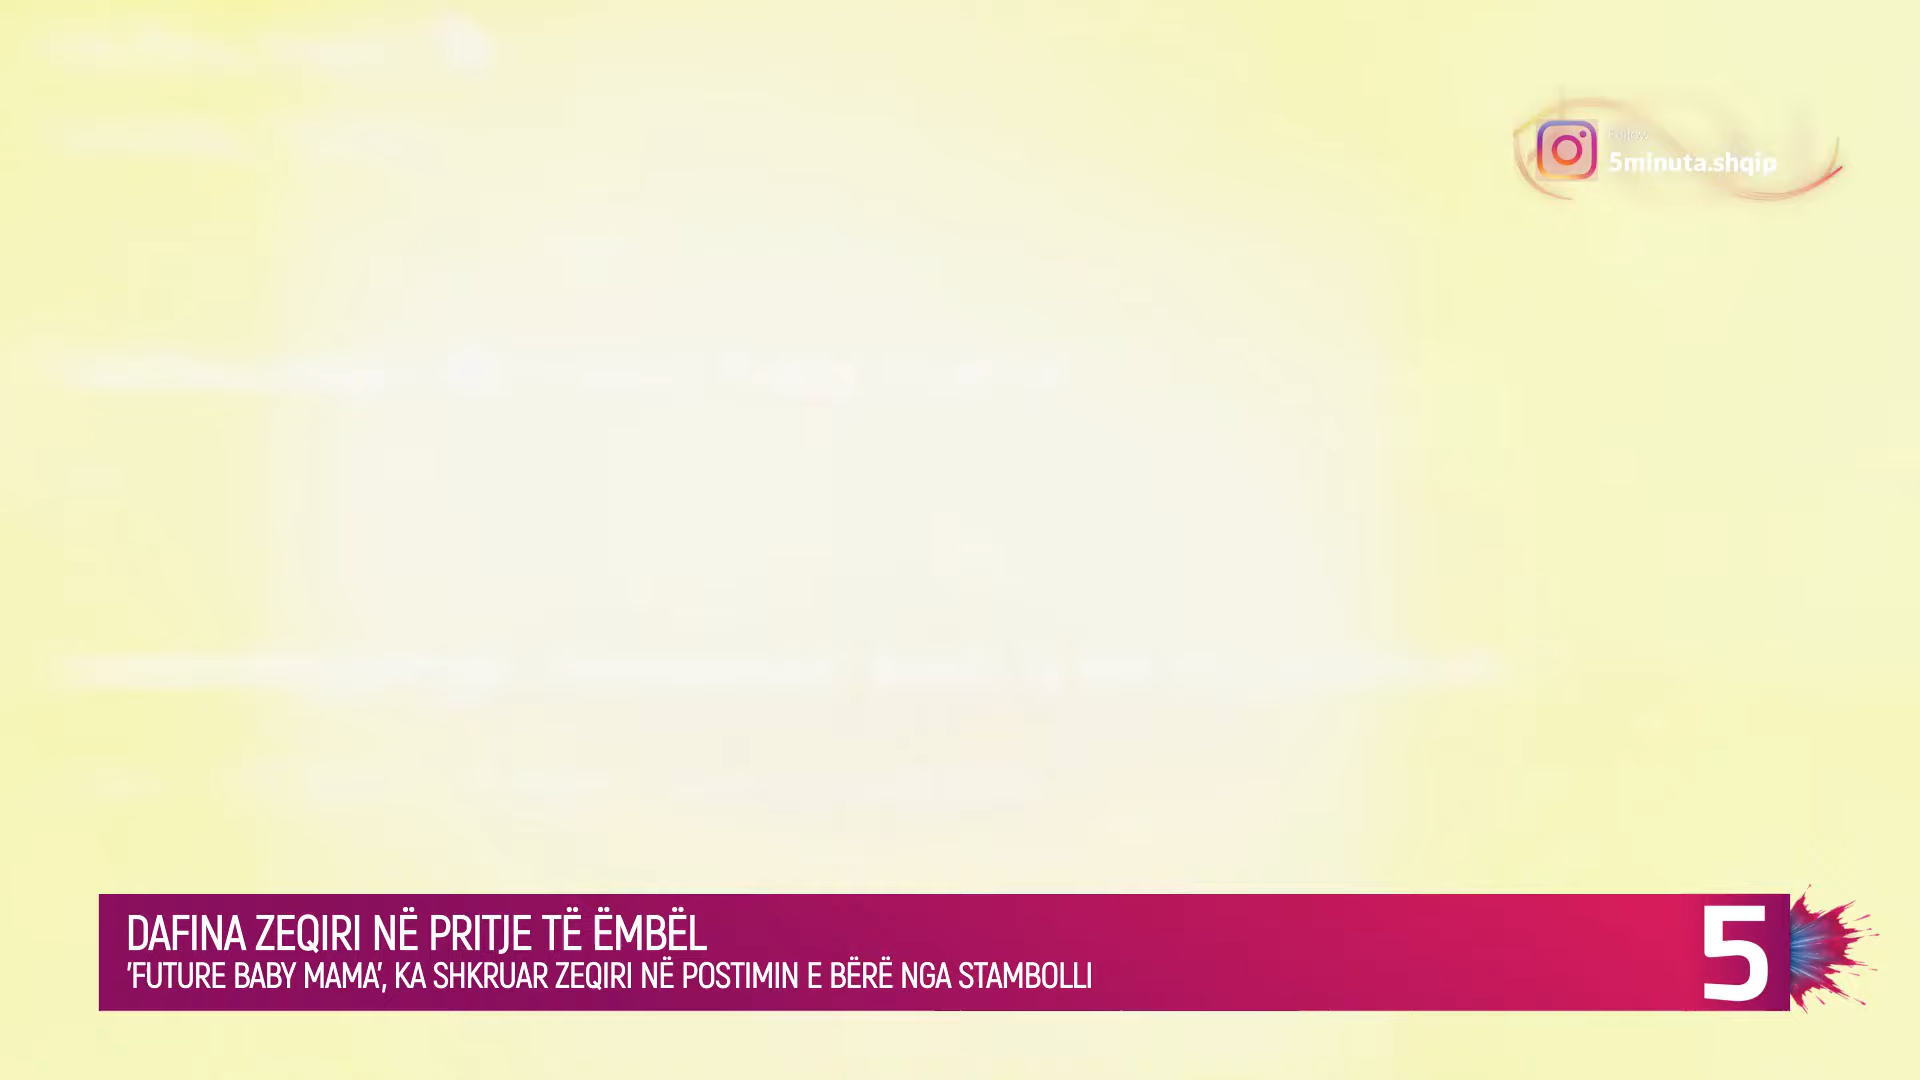 Follow
5minuta.shqip
DAFINA ZEQIRI NË PRITJE TË ËMBËL
'FUTURE BABY MAMA', KA SHKRUAR ZEQIRI NË POSTIMIN E BËRË NGA STAMBOLLI
5